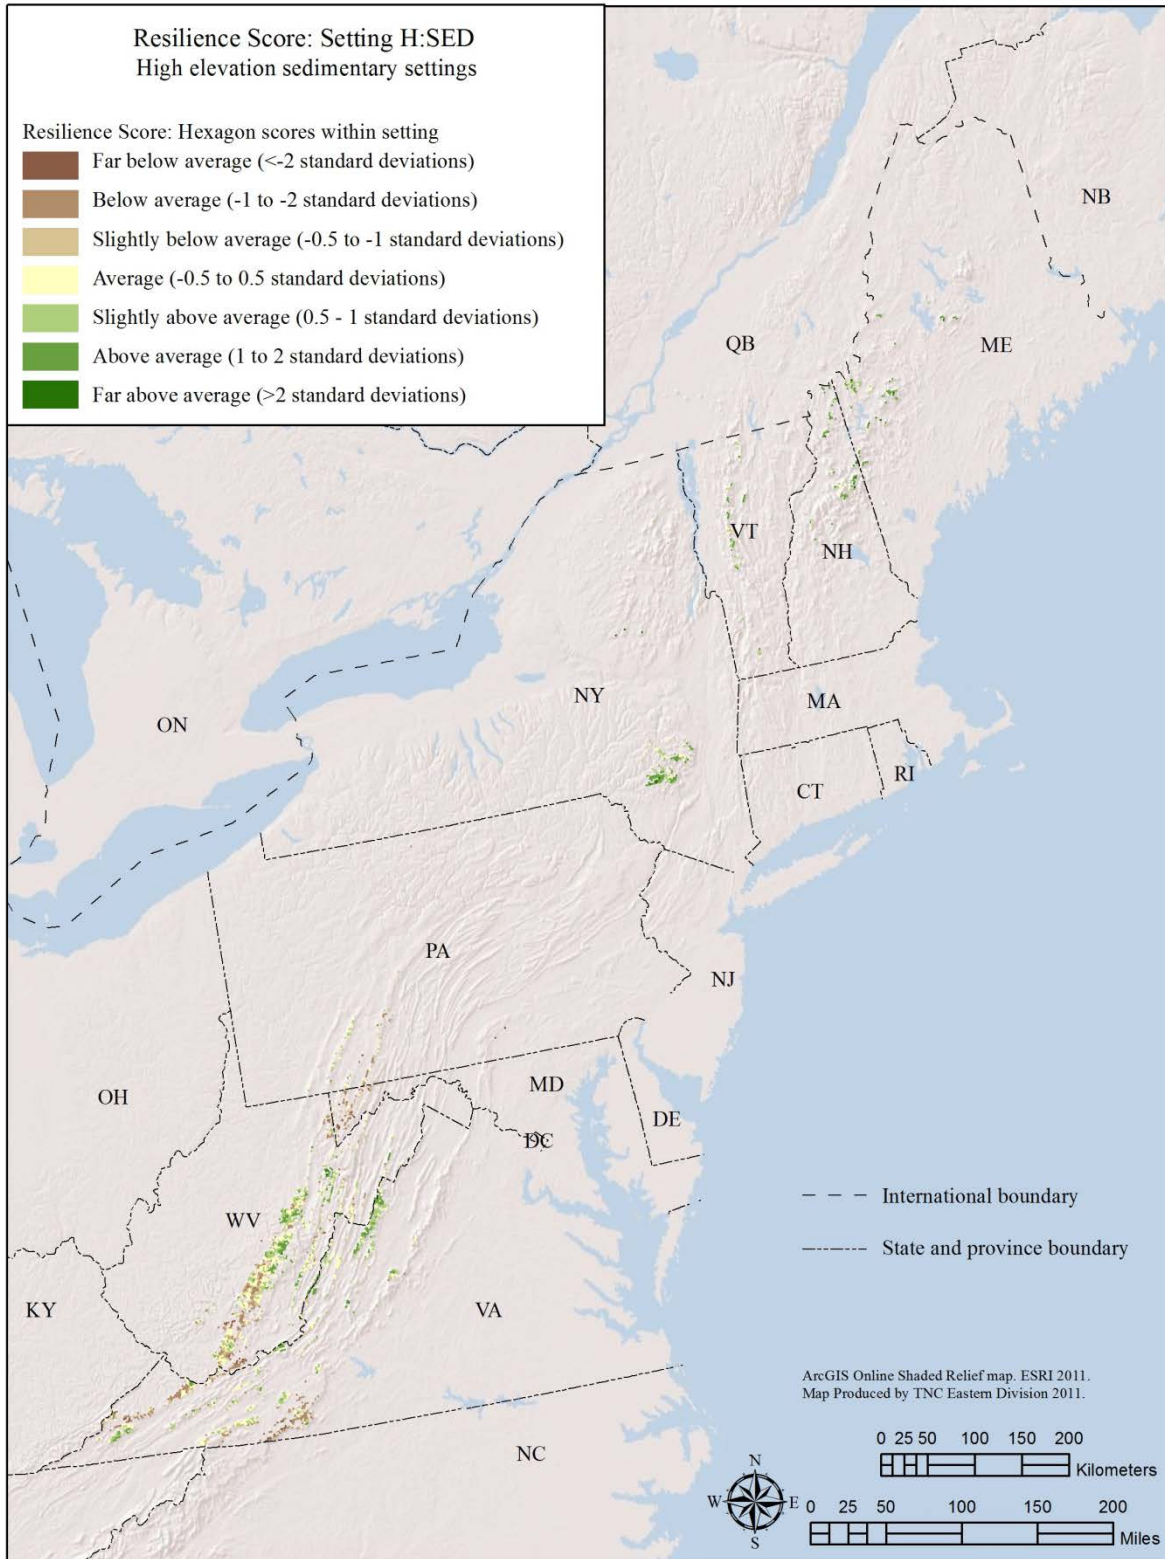 Resilience Score: Setting H:SED
High elevation sedimentary settings
Resilience Score: Hexagon scores within setting
Far below average (<-2 standard deviations)
Below average (-1 to -2 standard deviations)
Slightly below average (-0.5 to -1 standard deviations)
Average (-0.5 to 0.5 standard deviations)
Slightly above average (0.5 - 1 standard deviations)
Above average (1 to 2 standard deviations)
Far above average (>2 standard deviations)
NB
QB
ME
VT
NH
NY
MA
ON
CT
RI
PA
NJ
OH
MD
DE
DC
WV
KY
VA
NC
International boundary
State and province boundary
ArcGIS Online Shaded Relief map. ESRI 2011.
Map Produced by TNC Eastern Division 2011.
0 25 50 100 150 200
Kilometers
N
W E
S
0 25 50 100 150 200
Miles